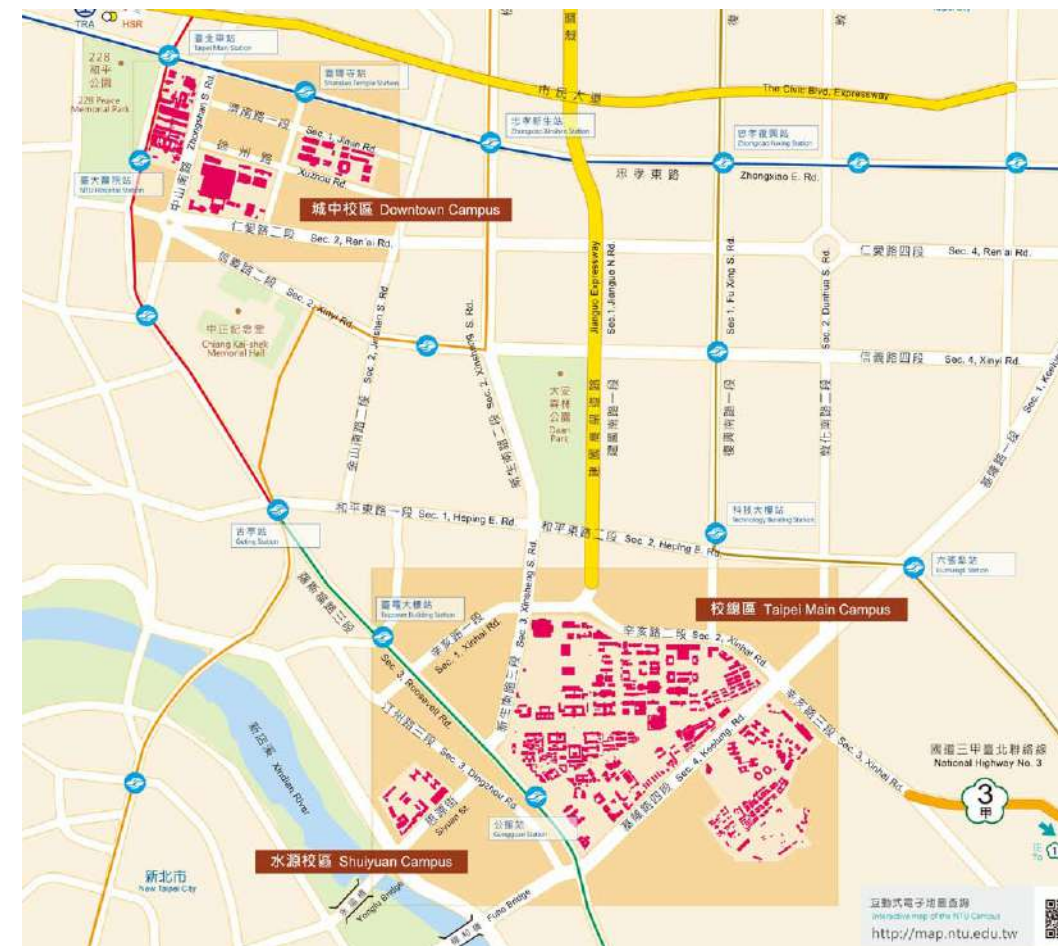 TRA
HSR
臺北車站
Taipei Main Station
228
和平
公園
228 Peace
Memorial Park
善導寺站
Shandao Temple Station
市民大道
The Civic Blvd. Expressway
Zhongshan S. Rd.
中山南路
濟南路一段
Sec. 1, Jinan Rd.
徐州路
Xuzhou Rd.
忠孝新生站
Zhongxiao Xinsheng Station
忠孝復興站
Zhongxiao Fuxing Station
忠孝東路
Zhongxiao E. Rd.
臺大醫院站
NTU Hospital Station
城中校區 Downtown Campus
仁愛路二段 Sec. 2, Ren'ai Rd.
仁愛路四段 Sec. 4, Ren'ai Rd.
信義路二段 Sec. 2, Xinyi Rd.
中正紀念堂
Chiang Kai-shek
Memorial Hall
金山南路二段 Sec. 2, Jinshan S. Rd.
新生南路二段 Sec. 2, Xinsheng S. Rd.
Jianguo Expressway
建國高架道路
Sec.1, Jianguo N.Rd.
建國南路一段
Sec. 1, Fu Xing S. Rd.
復興南路一段
Sec. 2, Dunhua S. Rd.
敦化南路二段
信義路四段 Sec. 4, Xinyi Rd.
大安
森林
公園
Daan
Park
基隆路一段
Sec. 1, Keelung
古亭站
Guting Station
和平東路一段 Sec. 1, Heping E. Rd.
和平東路二段 Sec. 2, Heping E. Rd.
科技大樓站
Technology Building Station
六張犁站
Liuzhangli Station
羅斯福路三段
Sec. 3, Roosevelt Rd.
臺電大樓站
Taipower Building Station
辛亥路一段
Sec. 1, Xinhai Rd.
新生南路三段 Sec. 3, Xinsheng S. Rd.
校總區 Taipei Main Campus
辛亥路二段 Sec. 2, Xinhai Rd.
辛亥路三段 Sec. 3, Xinhai Rd.
汀州路三段 Sec. 3, Dingzhou Rd.
思源街
Siyuan St.
公館站
Gongguan Station
基隆路四段 Sec. 4, Keelung. Rd.
國道三甲臺北聯絡線
National Highway No. 3
3
甲
To 1
新店溪 Xindian River
水源校區 Shuiyuan Campus
新北市
New Taipei City
永福橋
Yongfu Bridge
福和橋
Fuho Bridge
互動式電子地圖查詢
Interactive map of the NTU Campus
http://map.ntu.edu.tw